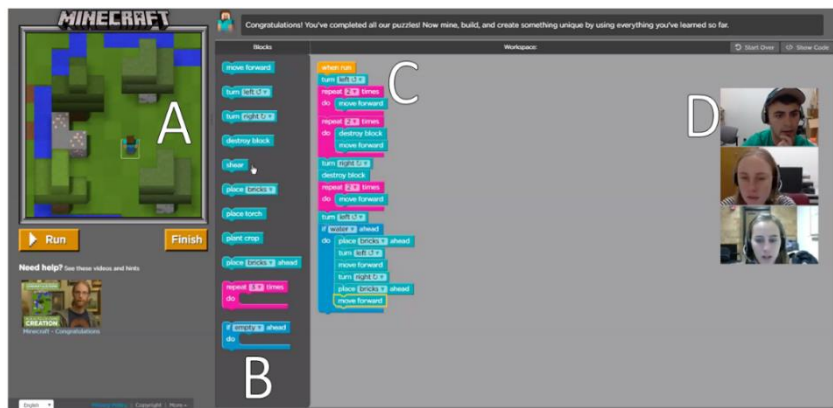 MINECRAFT
Congratulations! You've completed all our puzzles! Now mine, build, and create something unique by using everything you've learned so far.
Blocks
Workspace:
Start Over
Show Code
A
Run
Finish
Need help? See these videos and hints
CREATION
Minecraft - Congratulations
English
Privacy Policy | Copyright | More
move forward
turn left
turn right
destroy block
shear
place bricks
place torch
plant crop
place bricks ahead
repeat 3 times
do
if empty ahead
do
B
when run
turn left
repeat 2 times
do move forward
repeat 2 times
do destroy block
move forward
turn right
destroy block
repeat 2 times
do move forward
turn left
if water ahead
do place bricks ahead
turn left
move forward
turn right
place bricks ahead
move forward
C
D